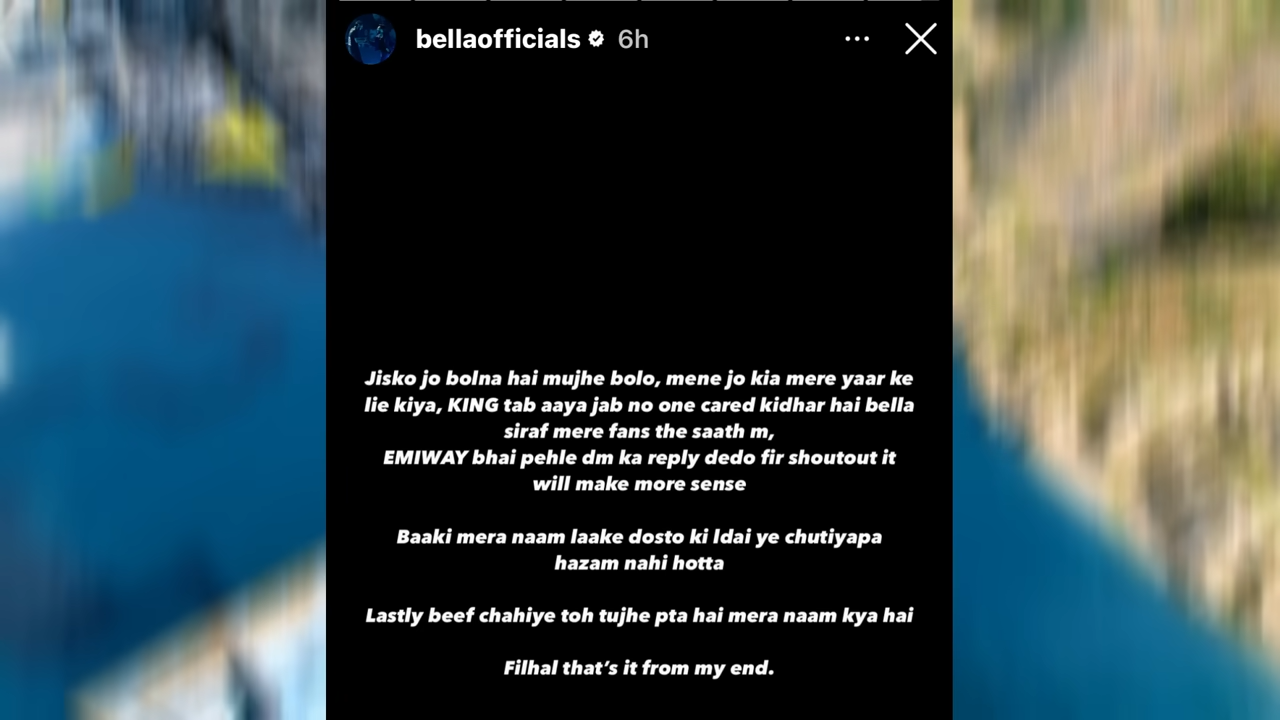 bellaofficials 6h
Jisko jo bolna hai mujhe bolo, mene jo kia mere yaar ke
lie kiya, KING tab aaya jab no one cared kidhar hai bella
siraf mere fans the saath m,
EMIWAY bhai pehle dm ka reply dedo fir shoutout it
will make more sense
Baaki mera naam laake dosto ki ldai ye chutiyapa
hazam nahi hotta
Lastly beef chahiye toh tujhe pta hai mera naam kya hai
Filhal that’s it from my end.